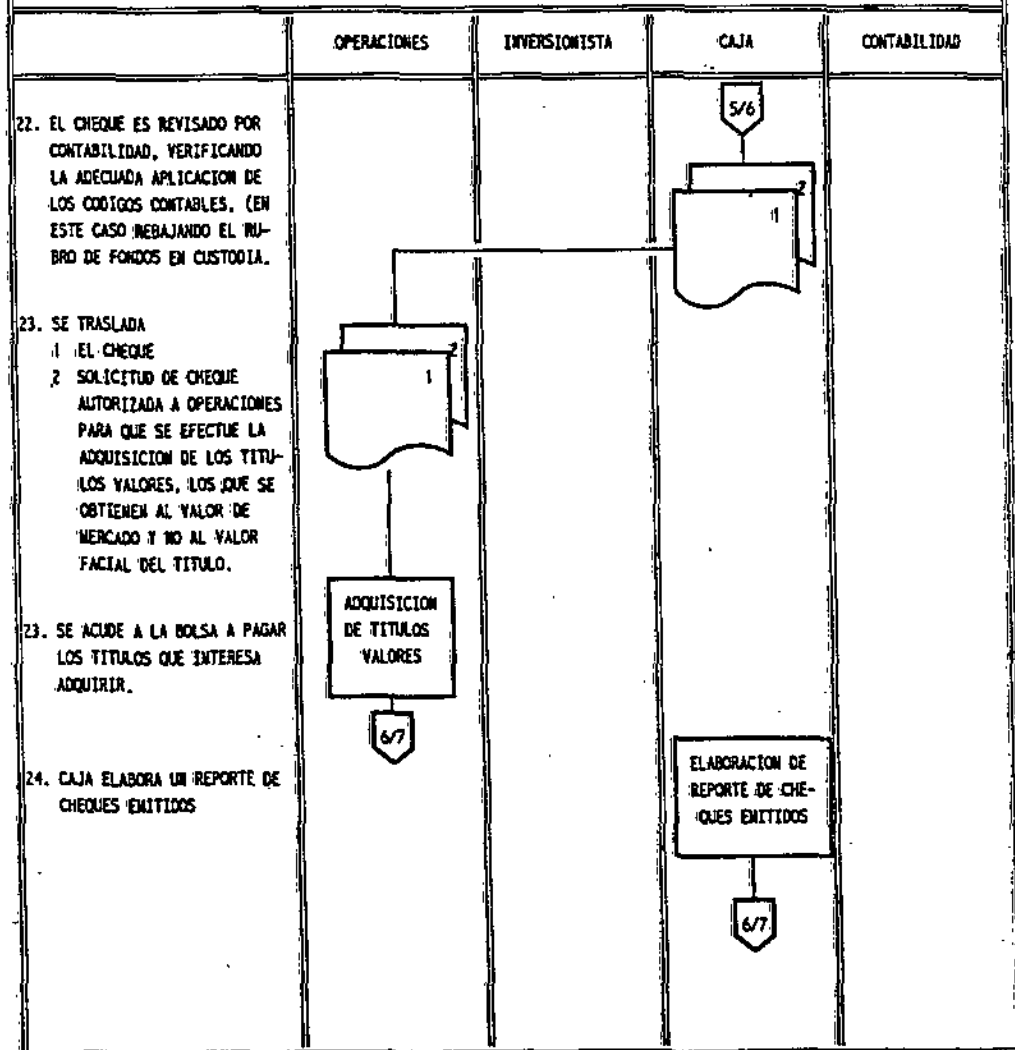 OPERACIONES INVERSIONISTA CAJA CONTABILIDAD
5/6
22. EL CHEQUE ES REVISADO POR
CONTABILIDAD, VERIFICANDO
LA ADECUADA APLICACION DE
LOS CODIGOS CONTABLES, (EN
ESTE CASO REBAJANDO EL RU-
BRO DE FONDOS EN CUSTODIA.
2
1
23. SE TRASLADA
1 EL CHEQUE
2 SOLICITUD DE CHEQUE
AUTORIZADA A OPERACIONES
PARA QUE SE EFECTUE LA
ADQUISICION DE LOS TITU-
LOS VALORES, LOS QUE SE
OBTIENEN AL VALOR DE
MERCADO Y NO AL VALOR
FACIAL DEL TITULO.
2
1
23. SE ACUDE A LA BOLSA A PAGAR
LOS TITULOS QUE INTERESA
ADQUIRIR.
ADQUISICION
DE TITULOS
VALORES
6/7
24. CAJA ELABORA UN REPORTE DE
CHEQUES EMITIDOS
ELABORACION DE
REPORTE DE CHE-
QUES EMITIDOS
6/7